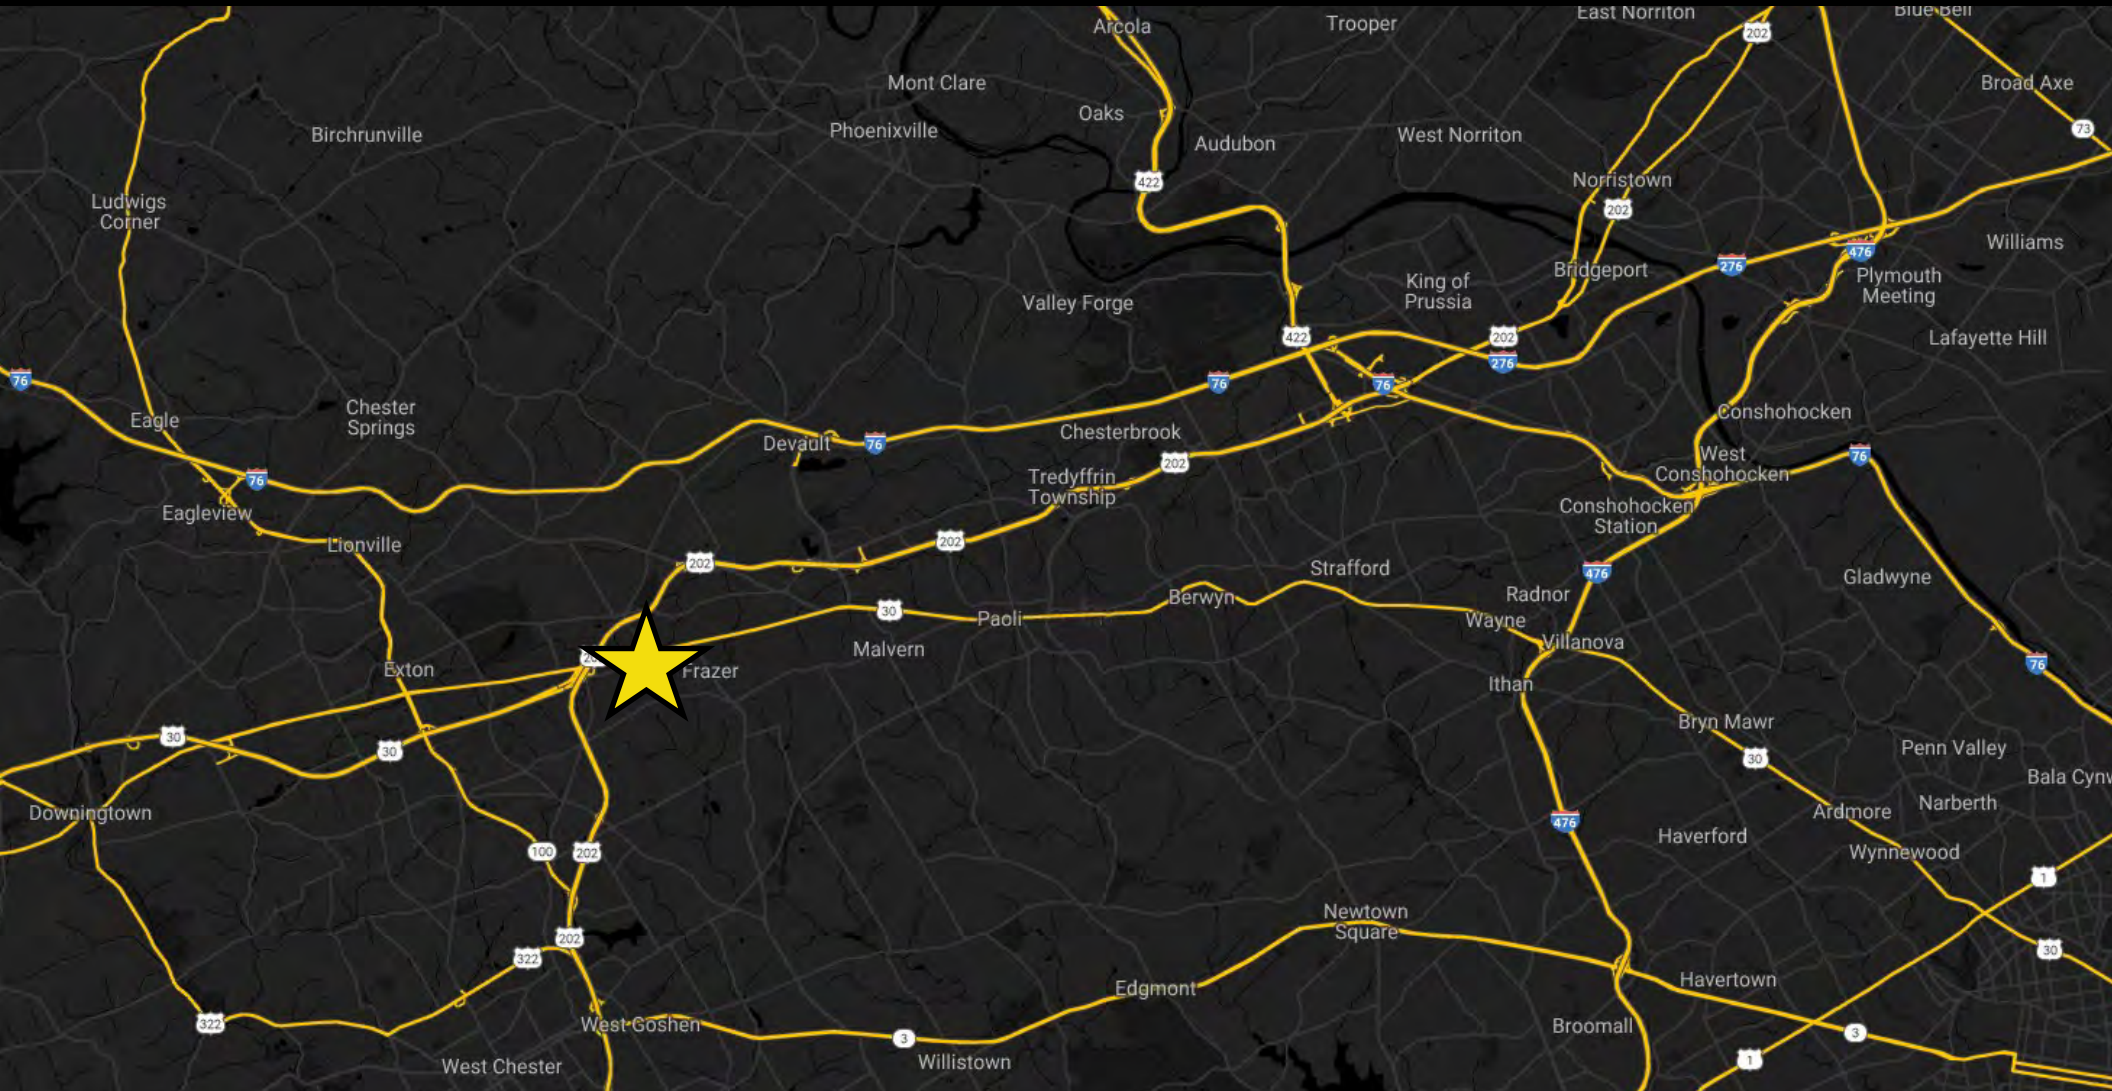 East Norriton
Blue Bell
Arcola
Trooper
202
Mont Clare
Broad Axe
Oaks
73
Phoenixville
Birchrunville
West Norriton
Audubon
422
Norristown
Ludwigs
Corner
202
Williams
476
276
Bridgeport
Plymouth
Meeting
King of
Prussia
Valley Forge
422
202
Lafayette Hill
276
76
76
76
Chester
Springs
Conshohocken
Eagle
Chesterbrook
Devault
76
76
202
West
Conshohocken
76
Tredyffrin
Township
Eagleview
Conshohocken
Station
202
Lionville
202
Strafford
476
Gladwyne
Radnor
Berwyn
30
Paoli
Wayne
Villanova
Malvern
76
Exton
Frazer
Ithan
Bryn Mawr
30
30
Penn Valley
30
Bala Cynw
Narberth
Downingtown
Ardmore
476
Haverford
100
202
Wynnewood
1
Newtown
Square
202
30
322
Havertown
Edgmont
322
West Goshen
Broomall
3
3
Willistown
1
West Chester